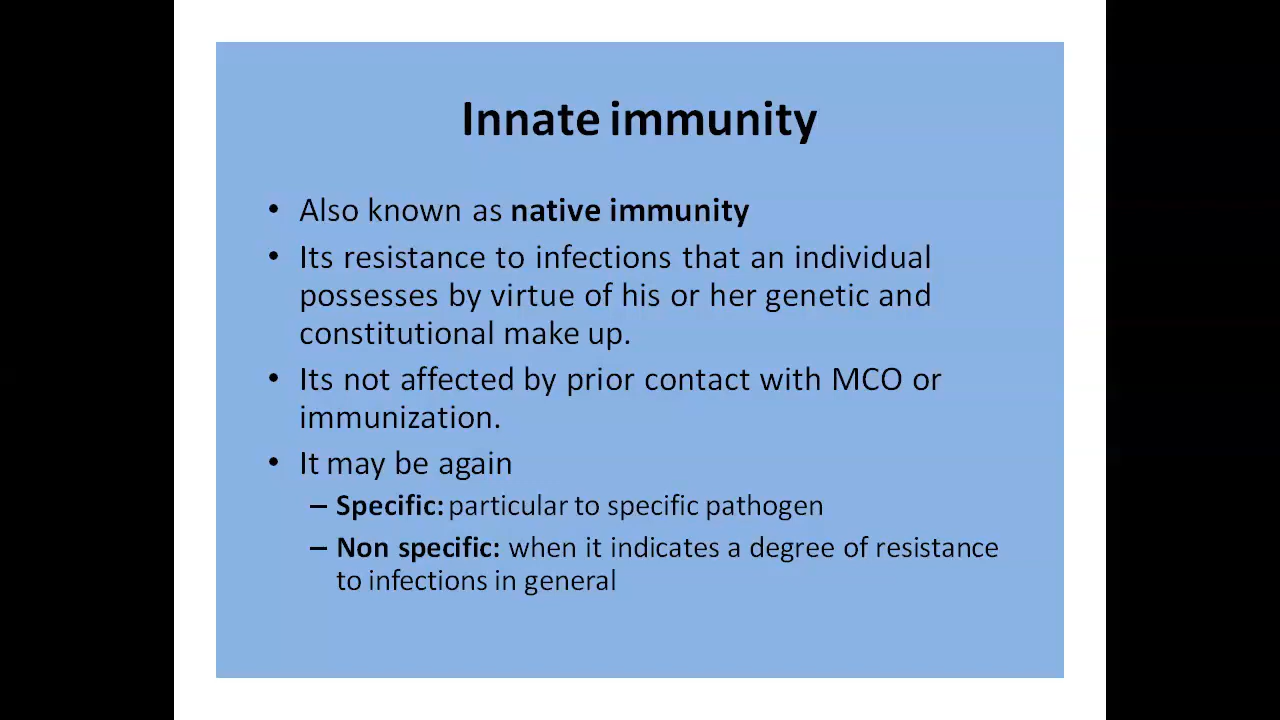 Innate immunity
• Also known as native immunity
• Its resistance to infections that an individual
possesses by virtue of his or her genetic and
constitutional make up.
• Its not affected by prior contact with MCO or
immunization.
• It may be again
– Specific: particular to specific pathogen
– Non specific: when it indicates a degree of resistance
to infections in general